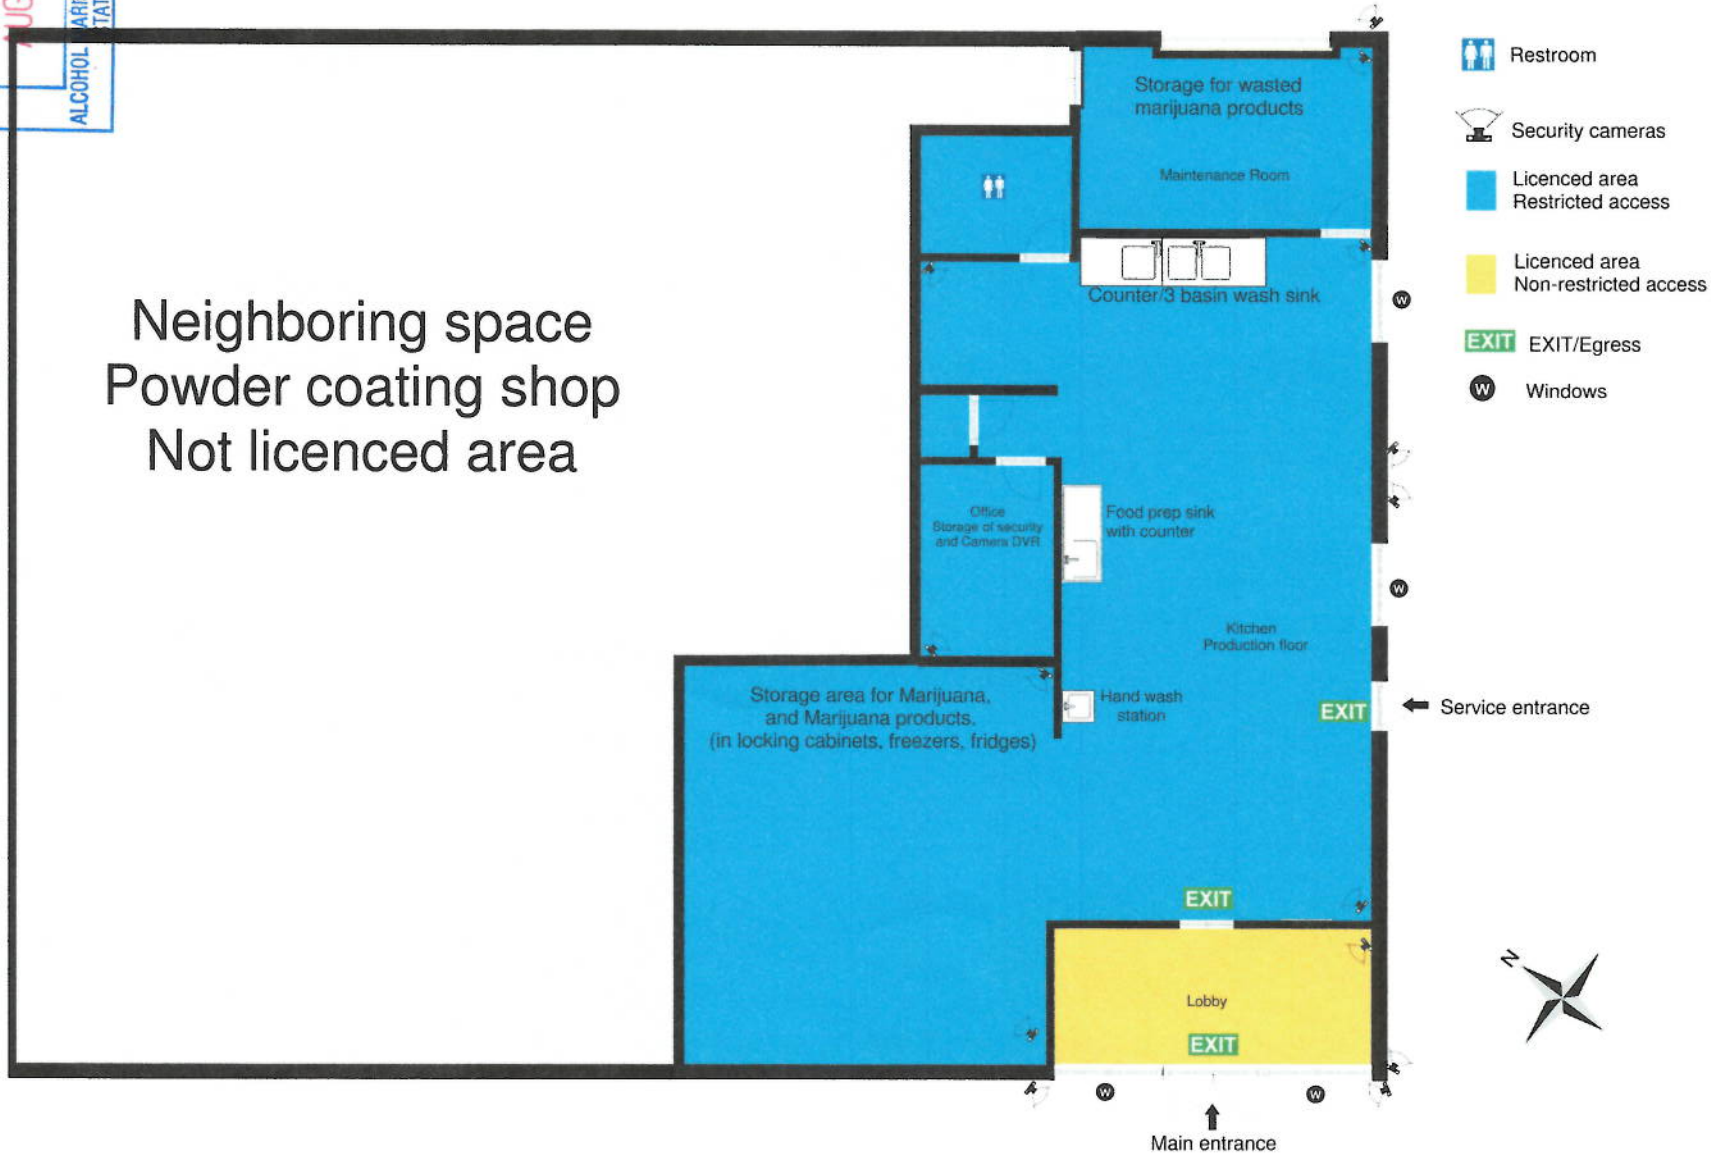 ALCOHOL
Neighboring space
Powder coating shop
Not licenced area
Storage for wasted
marijuana products
Maintenance Room
Counter/3 basin wash sink
Office
Storage of security
and Camera DVR
Food prep sink
with counter
Kitchen
Production floor
Storage area for Marijuana,
and Marijuana products.
(in locking cabinets, freezers, fridges)
Hand wash
station
EXIT
Service entrance
EXIT
Lobby
EXIT
W
W
W
W
Main entrance
Restroom
Security cameras
Licenced area
Restricted access
Licenced area
Non-restricted access
EXIT EXIT/Egress
W Windows
N